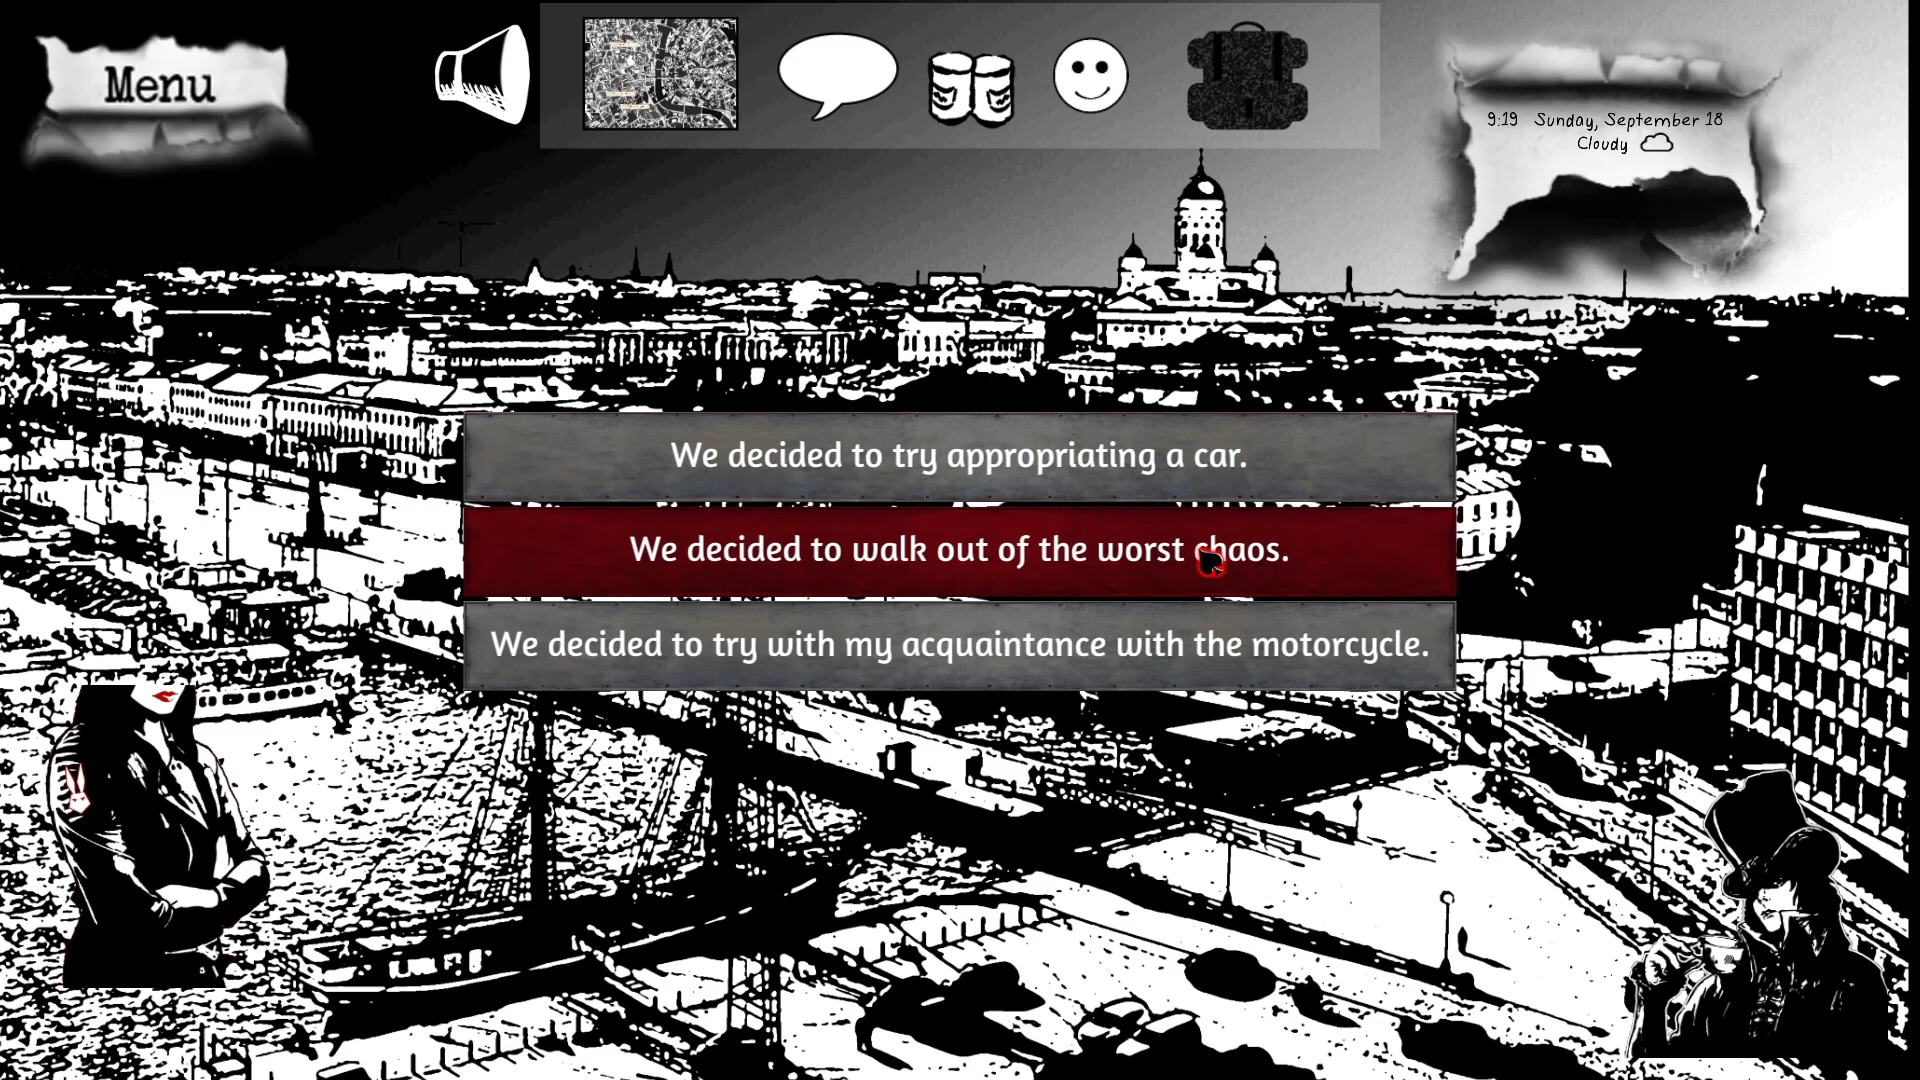 Menu
9:19 Sunday, September 18
Cloudy
We decided to try appropriating a car.
We decided to walk out of the worst chaos.
We decided to try with my acquaintance with the motorcycle.